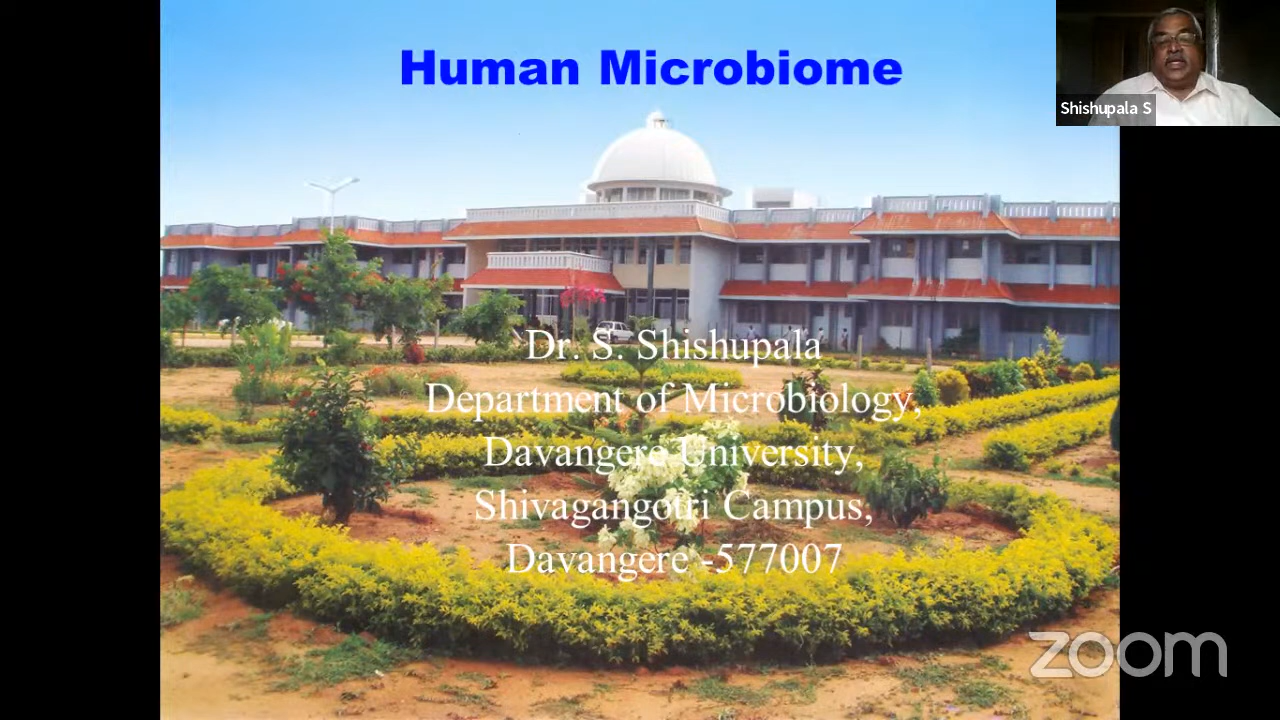 Human Microbiome
Shishupala S
Dr. S. Shishupala
Department of Microbiology,
Davangere University,
Shivagangotri Campus,
Davangere -577007
zoom